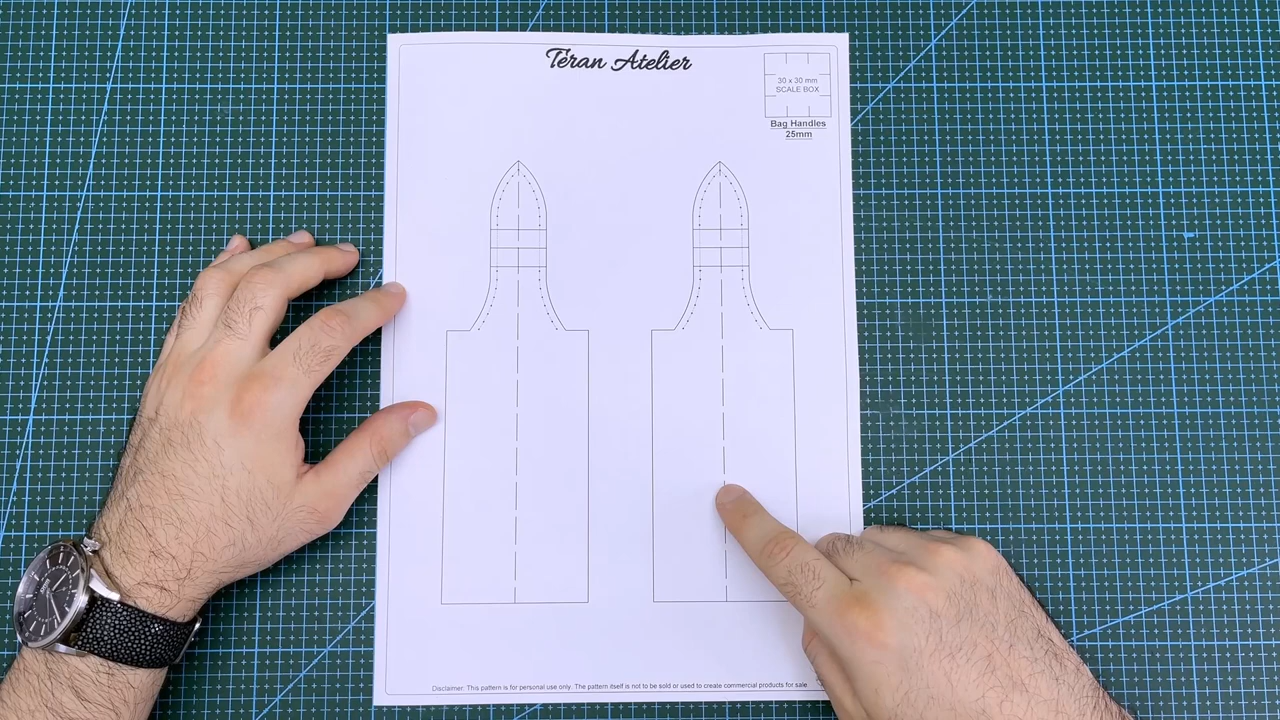 Téran Atelier
30 x 30 mm
SCALE BOX
Bag Handles
25mm
Disclaimer: This pattern is for personal use only. The pattern itself is not to be sold or used to create commercial products for sale